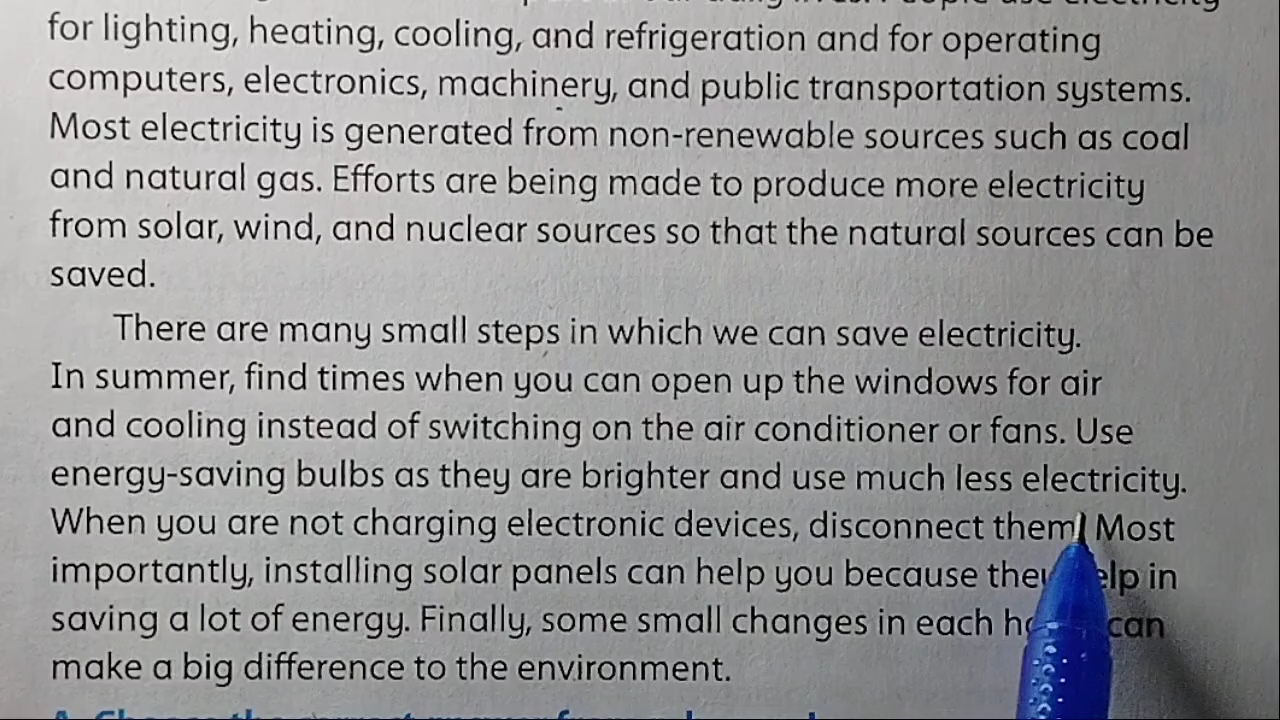 for lighting, heating, cooling, and refrigeration and for operating
computers, electronics, machinery, and public transportation systems.
Most electricity is generated from non-renewable sources such as coal
and natural gas. Efforts are being made to produce more electricity
from solar, wind, and nuclear sources so that the natural sources can be
saved.
There are many small steps in which we can save electricity.
In summer, find times when you can open up the windows for air
and cooling instead of switching on the air conditioner or fans. Use
energy-saving bulbs as they are brighter and use much less electricity.
When you are not charging electronic devices, disconnect them Most
importantly, installing solar panels can help you because in
saving a lot of energy. Finally, some small changes in each can
make a big difference to the environment.